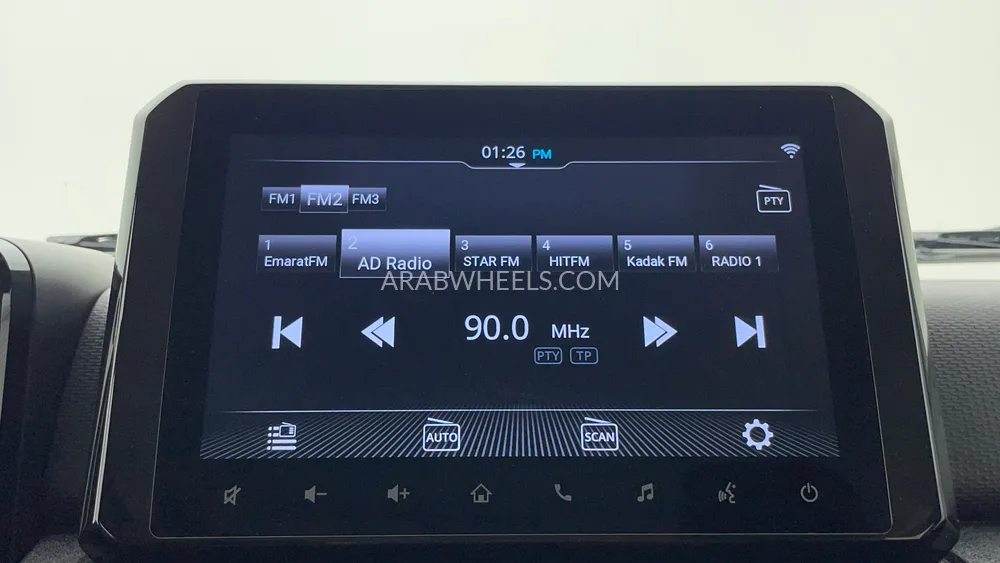 01:26 PM
FM1 FM2 FM3
PTY
1 2 3 4 5 6
EmaratFM AD Radio STAR FM HITFM Kadak FM RADIO 1
ARABWHEELS.COM
90.0 MHz
PTY TP
AUTO SCAN